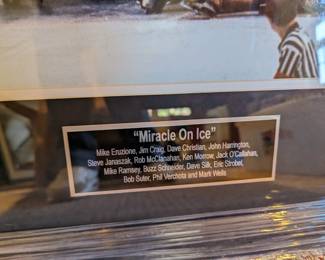 "Miracle On Ice"
Mike Eruzione, Jim Craig, Dave Christian, John Harrington,
Steve Janaszak, Rob McClanahan, Ken Morrow, Jack O'Callahan,
Mike Ramsey, Buzz Schneider, Dave Silk, Eric Strobel,
Bob Suter, Phil Verchota and Mark Wells